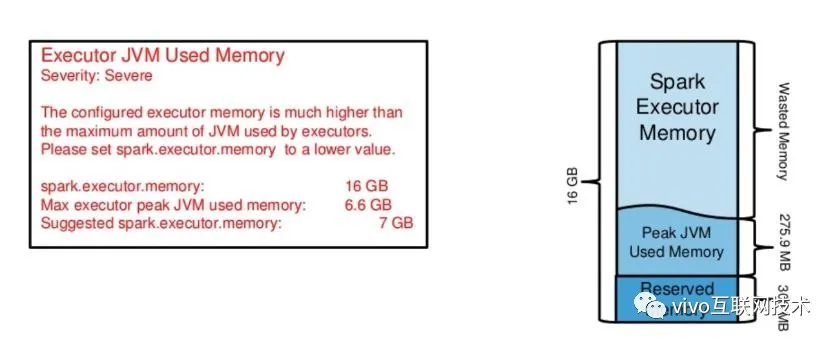 Executor JVM Used Memory
Severity: Severe
The configured executor memory is much higher than
the maximum amount of JVM used by executors.
Please set spark.executor.memory to a lower value.
spark.executor.memory: 16 GB
Max executor peak JVM used memory: 6.6 GB
Suggested spark.executor.memory: 7 GB
16 GB
Spark
Executor
Memory
Peak JVM
Used Memory
Reserved
Wasted Memory
275.9 MB
MB
vivo互联网技术